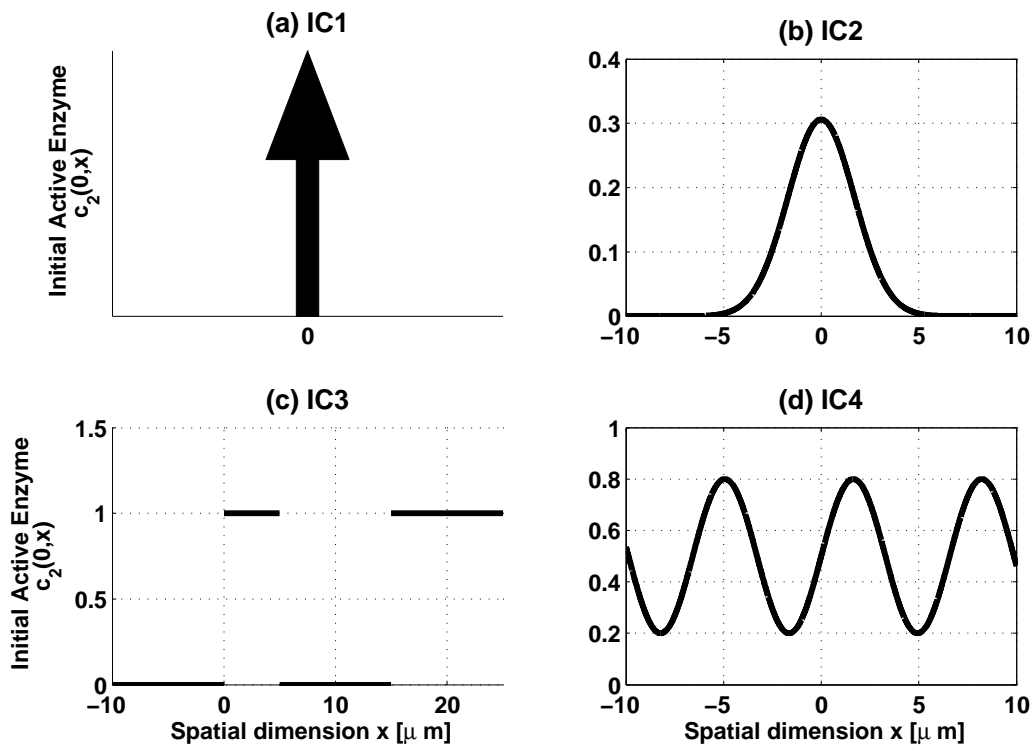 (a) IC1
Initial Active Enzyme
c_2(0,x)
0
(b) IC2
0.4
0.3
0.2
0.1
0
−10 −5 0 5 10
(c) IC3
Initial Active Enzyme
c_2(0,x)
1.5
1
0.5
0
−10 0 10 20
Spatial dimension x [μ m]
(d) IC4
1
0.8
0.6
0.4
0.2
0
−10 −5 0 5 10
Spatial dimension x [μ m]